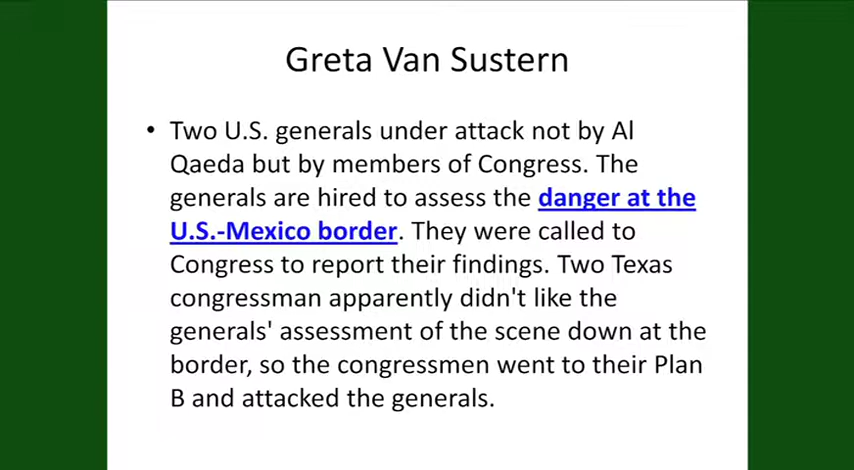 Greta Van Sustern
• Two U.S. generals under attack not by Al
Qaeda but by members of Congress. The
generals are hired to assess the danger at the
U.S.-Mexico border. They were called to
Congress to report their findings. Two Texas
congressman apparently didn't like the
generals' assessment of the scene down at the
border, so the congressmen went to their Plan
B and attacked the generals.